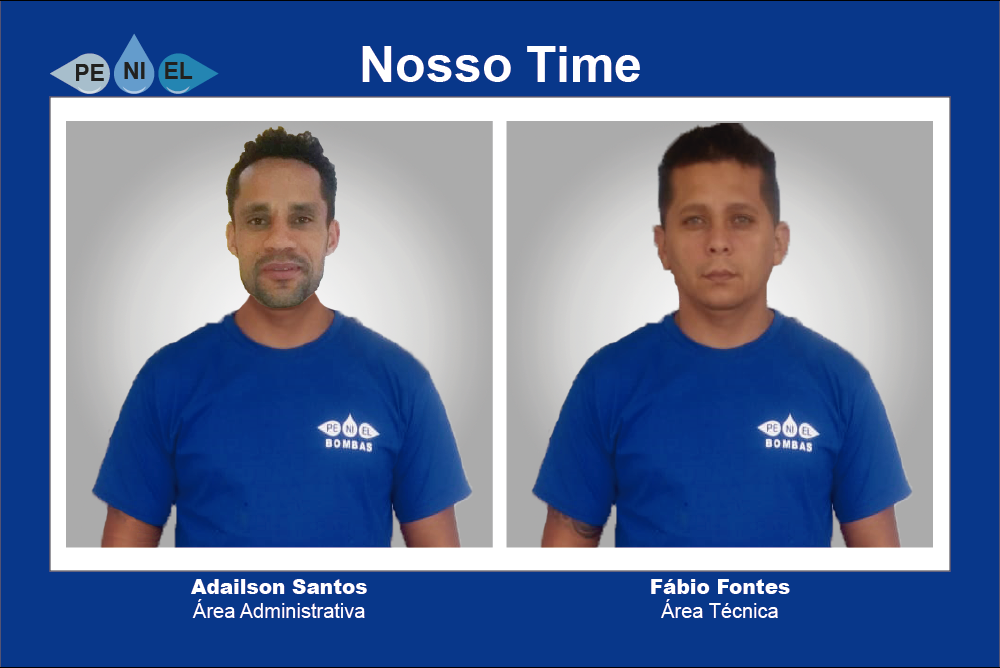 PE NI EL
Nosso Time
PE NI EL
BOMBAS
PE NI EL
BOMBAS
Adailson Santos
Área Administrativa
Fábio Fontes
Área Técnica